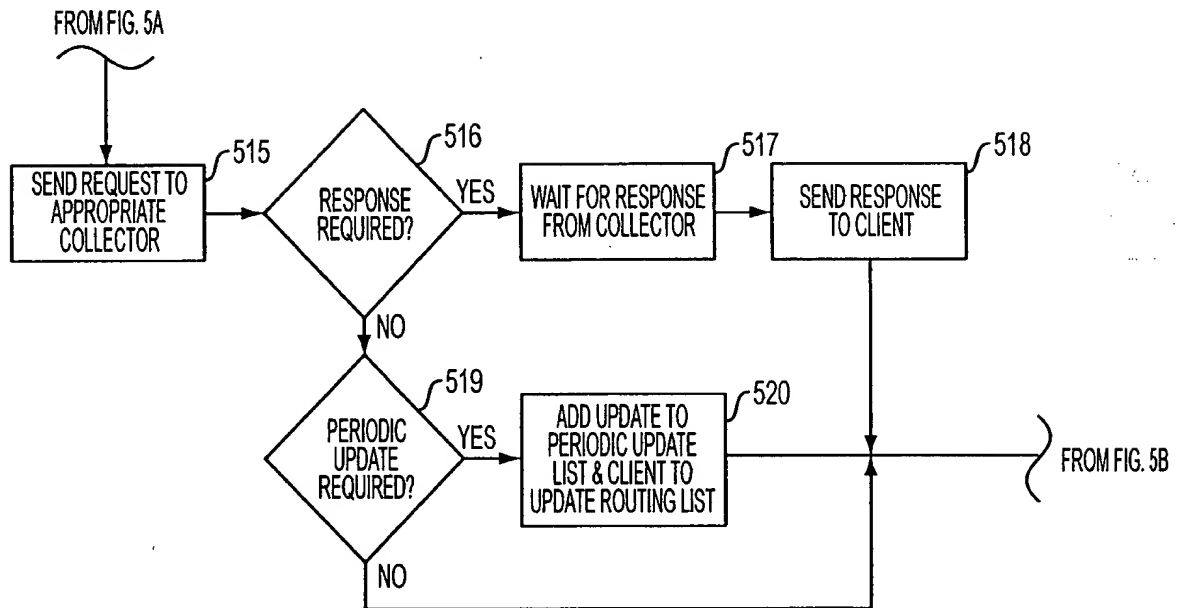 FROM FIG. 5A
515
SEND REQUEST TO
APPROPRIATE
COLLECTOR
516
RESPONSE
REQUIRED?
YES
NO
517
WAIT FOR RESPONSE
FROM COLLECTOR
518
SEND RESPONSE
TO CLIENT
519
PERIODIC
UPDATE
REQUIRED?
YES
NO
520
ADD UPDATE TO
PERIODIC UPDATE
LIST & CLIENT TO
UPDATE ROUTING LIST
FROM FIG. 5B